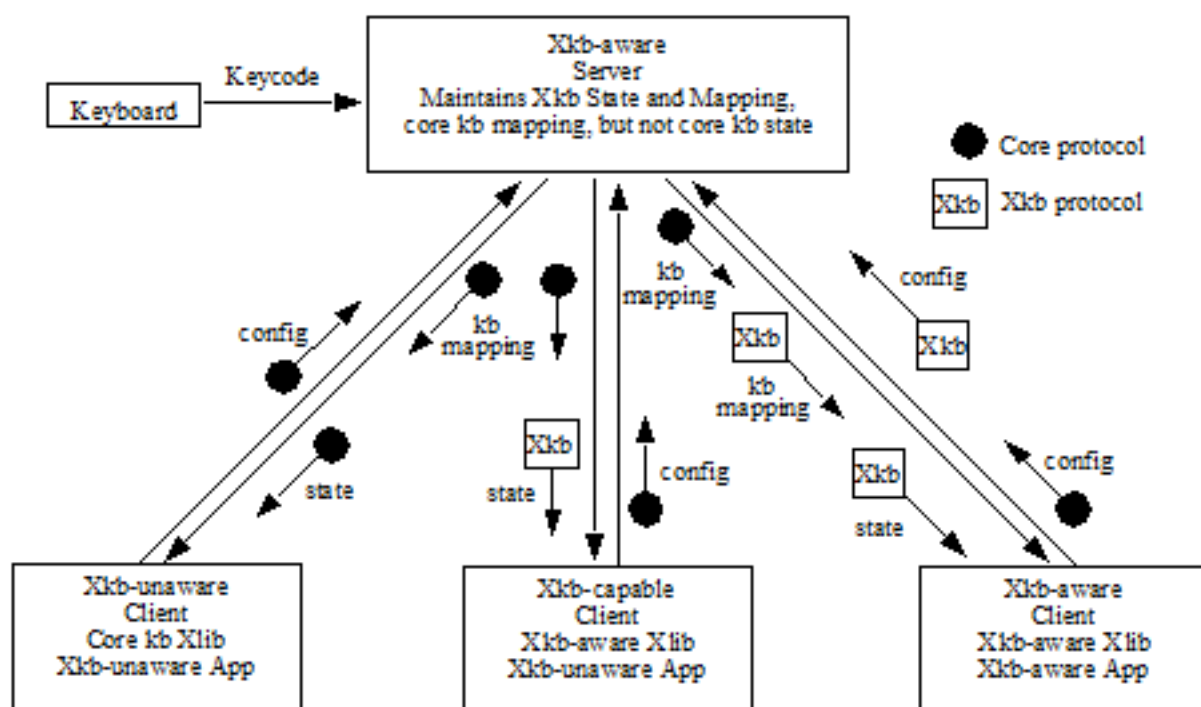 Xkb-aware
Server
Maintains Xkb State and Mapping,
core kb mapping, but not core kb state
Keycode
Keyboard
Core protocol
Xkb
Xkb protocol
kb
mapping
config
config
kb
mapping
Xkb
Xkb
kb
mapping
Xkb
state
config
state
Xkb
config
state
Xkb-unaware
Client
Core kb Xlib
Xkb-unaware App
Xkb-capable
Client
Xkb-aware Xlib
Xkb-unaware App
Xkb-aware
Client
Xkb-aware Xlib
Xkb-aware App